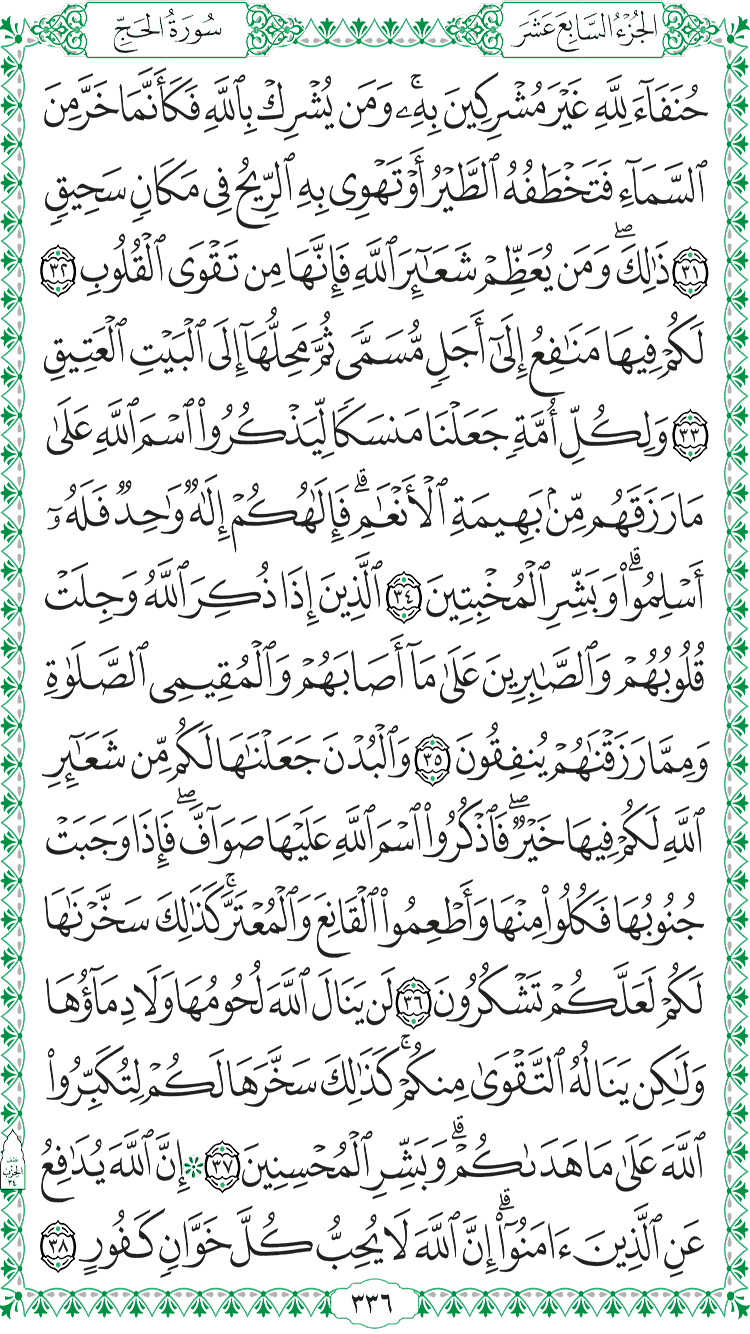 الجُزْءُ السَّابِعَ عَشَرَ
سُورَةُ الحَجِّ
حُنَفَآءَ لِلَّهِ غَيْرَ مُشْرِكِينَ بِهِۦۚ وَمَن يُشْرِكْ بِٱللَّهِ فَكَأَنَّمَا خَرَّ مِنَ
ٱلسَّمَآءِ فَتَخْطَفُهُ ٱلطَّيْرُ أَوْ تَهْوِى بِهِ ٱلرِّيحُ فِى مَكَانٍ سَحِيقٍ
٣١ ذَٰلِكَۖ وَمَن يُعَظِّمْ شَعَـٰٓئِرَ ٱللَّهِ فَإِنَّهَا مِن تَقْوَى ٱلْقُلُوبِ ٣٢
لَكُمْ فِيهَا مَنَـٰفِعُ إِلَىٰٓ أَجَلٍ مُّسَمًّى ثُمَّ مَحِلُّهَآ إِلَى ٱلْبَيْتِ ٱلْعَتِيقِ
٣٣ وَلِكُلِّ أُمَّةٍ جَعَلْنَا مَنسَكًا لِّيَذْكُرُوا۟ ٱسْمَ ٱللَّهِ عَلَىٰ
مَا رَزَقَهُم مِّنۢ بَهِيمَةِ ٱلْأَنْعَـٰمِۗ فَإِلَـٰهُكُمْ إِلَـٰهٌ وَٰحِدٌ فَلَهُۥٓ
أَسْلِمُوا۟ۗ وَبَشِّرِ ٱلْمُخْبِتِينَ ٣٤ ٱلَّذِينَ إِذَا ذُكِرَ ٱللَّهُ وَجِلَتْ
قُلُوبُهُمْ وَٱلصَّـٰبِرِينَ عَلَىٰ مَآ أَصَابَهُمْ وَٱلْمُقِيمِى ٱلصَّلَوٰةِ
وَمِمَّا رَزَقْنَـٰهُمْ يُنفِقُونَ ٣٥ وَٱلْبُدْنَ جَعَلْنَـٰهَا لَكُم مِّن شَعَـٰٓئِرِ
ٱللَّهِ لَكُمْ فِيهَا خَيْرٌۖ فَٱذْكُرُوا۟ ٱسْمَ ٱللَّهِ عَلَيْهَا صَوَآفَّۖ فَإِذَا وَجَبَتْ
جُنُوبُهَا فَكُلُوا۟ مِنْهَا وَأَطْعِمُوا۟ ٱلْقَانِعَ وَٱلْمُعْتَرَّۚ كَذَٰلِكَ سَخَّرْنَـٰهَا
لَكُمْ لَعَلَّكُمْ تَشْكُرُونَ ٣٦ لَن يَنَالَ ٱللَّهَ لُحُومُهَا وَلَا دِمَآؤُهَا
وَلَـٰكِن يَنَالُهُ ٱلتَّقْوَىٰ مِنكُمْۚ كَذَٰلِكَ سَخَّرَهَا لَكُمْ لِتُكَبِّرُوا۟
ٱللَّهَ عَلَىٰ مَا هَدَىٰكُمْۗ وَبَشِّرِ ٱلْمُحْسِنِينَ ٣٧ ۞ إِنَّ ٱللَّهَ يُدَٰفِعُ
نصف
الحزب
٣٤
عَنِ ٱلَّذِينَ ءَامَنُوٓا۟ۗ إِنَّ ٱللَّهَ لَا يُحِبُّ كُلَّ خَوَّانٍ كَفُورٍ ٣٨
٣٣٦